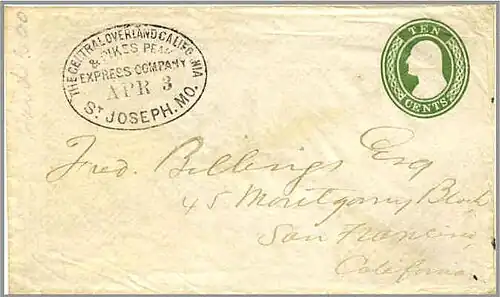 THE CENTRAL OVERLAND CALIFORNIA
& PIKES PEAK
EXPRESS COMPANY
APR 3
ST JOSEPH. MO.
TEN
CENTS
Fred. Billings Esq
45 Montgomery Block
San Francisco
California